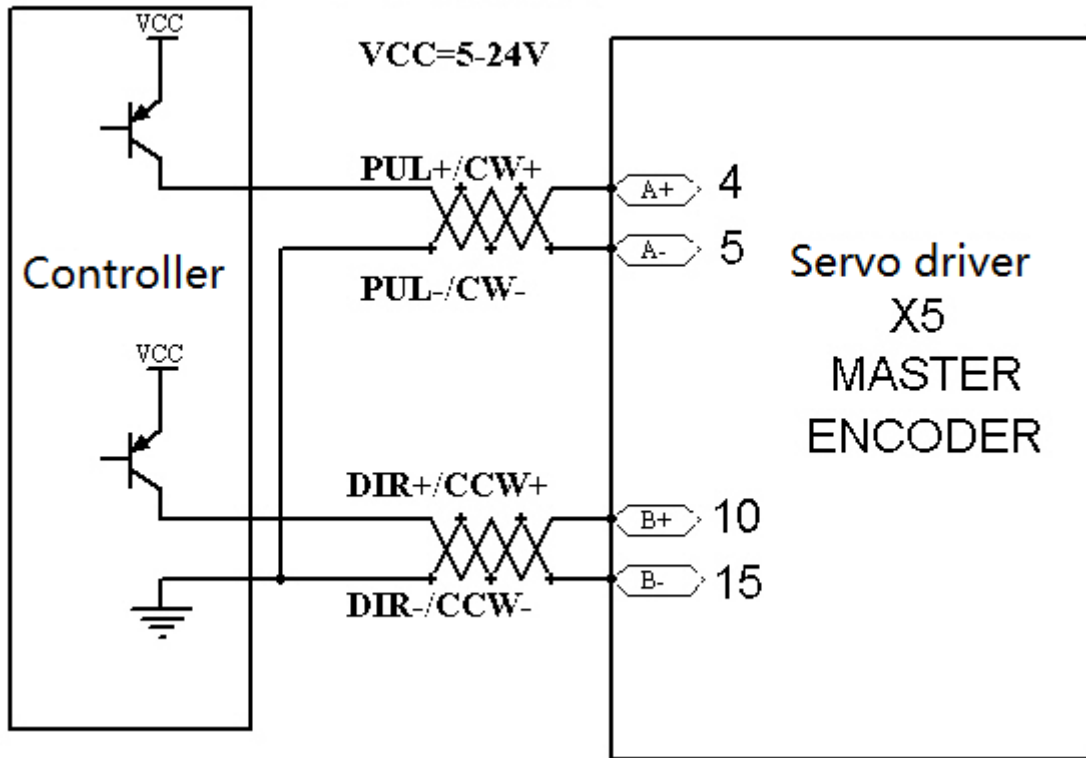 VCC
VCC=5-24V
PUL+/CW+
A+ 4
A- 5
Controller
PUL-/CW-
Servo driver
X5
MASTER
ENCODER
VCC
DIR+/CCW+
B+ 10
B- 15
DIR-/CCW-